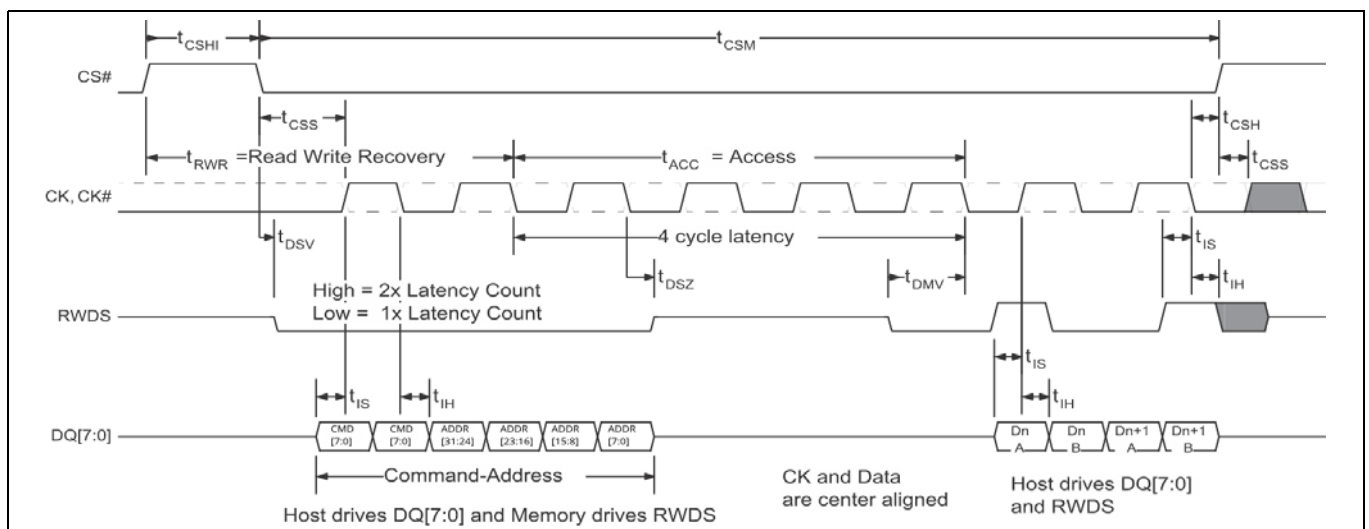 tCSHI
tCSM
CS#
tCSS
tCSH
tRWR =Read Write Recovery
tACC = Access
tCSS
CK, CK#
tDSV
4 cycle latency
tIS
tDSZ
tDMV
tIH
High = 2x Latency Count
Low = 1x Latency Count
RWDS
tIS
tIS
tIH
tIH
DQ[7:0]
CMD [7:0]
CMD [7:0]
ADDR [31:24]
ADDR [23:16]
ADDR [15:8]
ADDR [7:0]
Dn A
Dn B
Dn+1 A
Dn+1 B
Command-Address
CK and Data
are center aligned
Host drives DQ[7:0]
and RWDS
Host drives DQ[7:0] and Memory drives RWDS